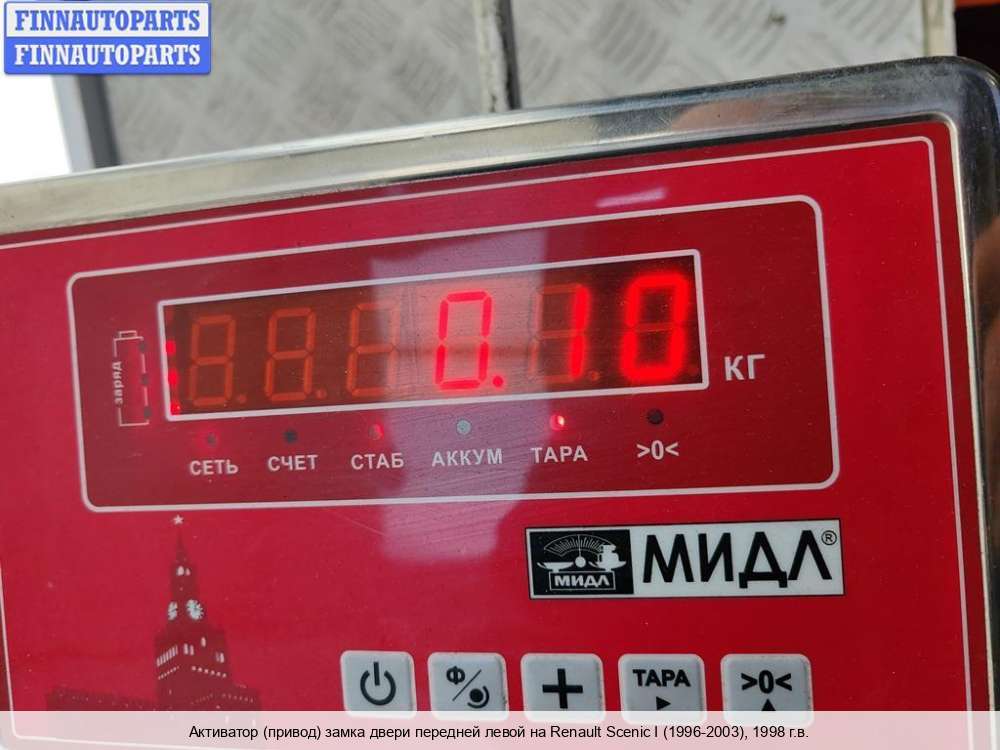 FINNAUTOPARTS
FINNAUTOPARTS
заряд
0.10
КГ
СЕТЬ СЧЕТ СТАБ АККУМ ТАРА >0<
МИДЛ
МИДЛ®
Ф
+
ТАРА
>0<
Активатор (привод) замка двери передней левой на Renault Scenic I (1996-2003), 1998 г.в.